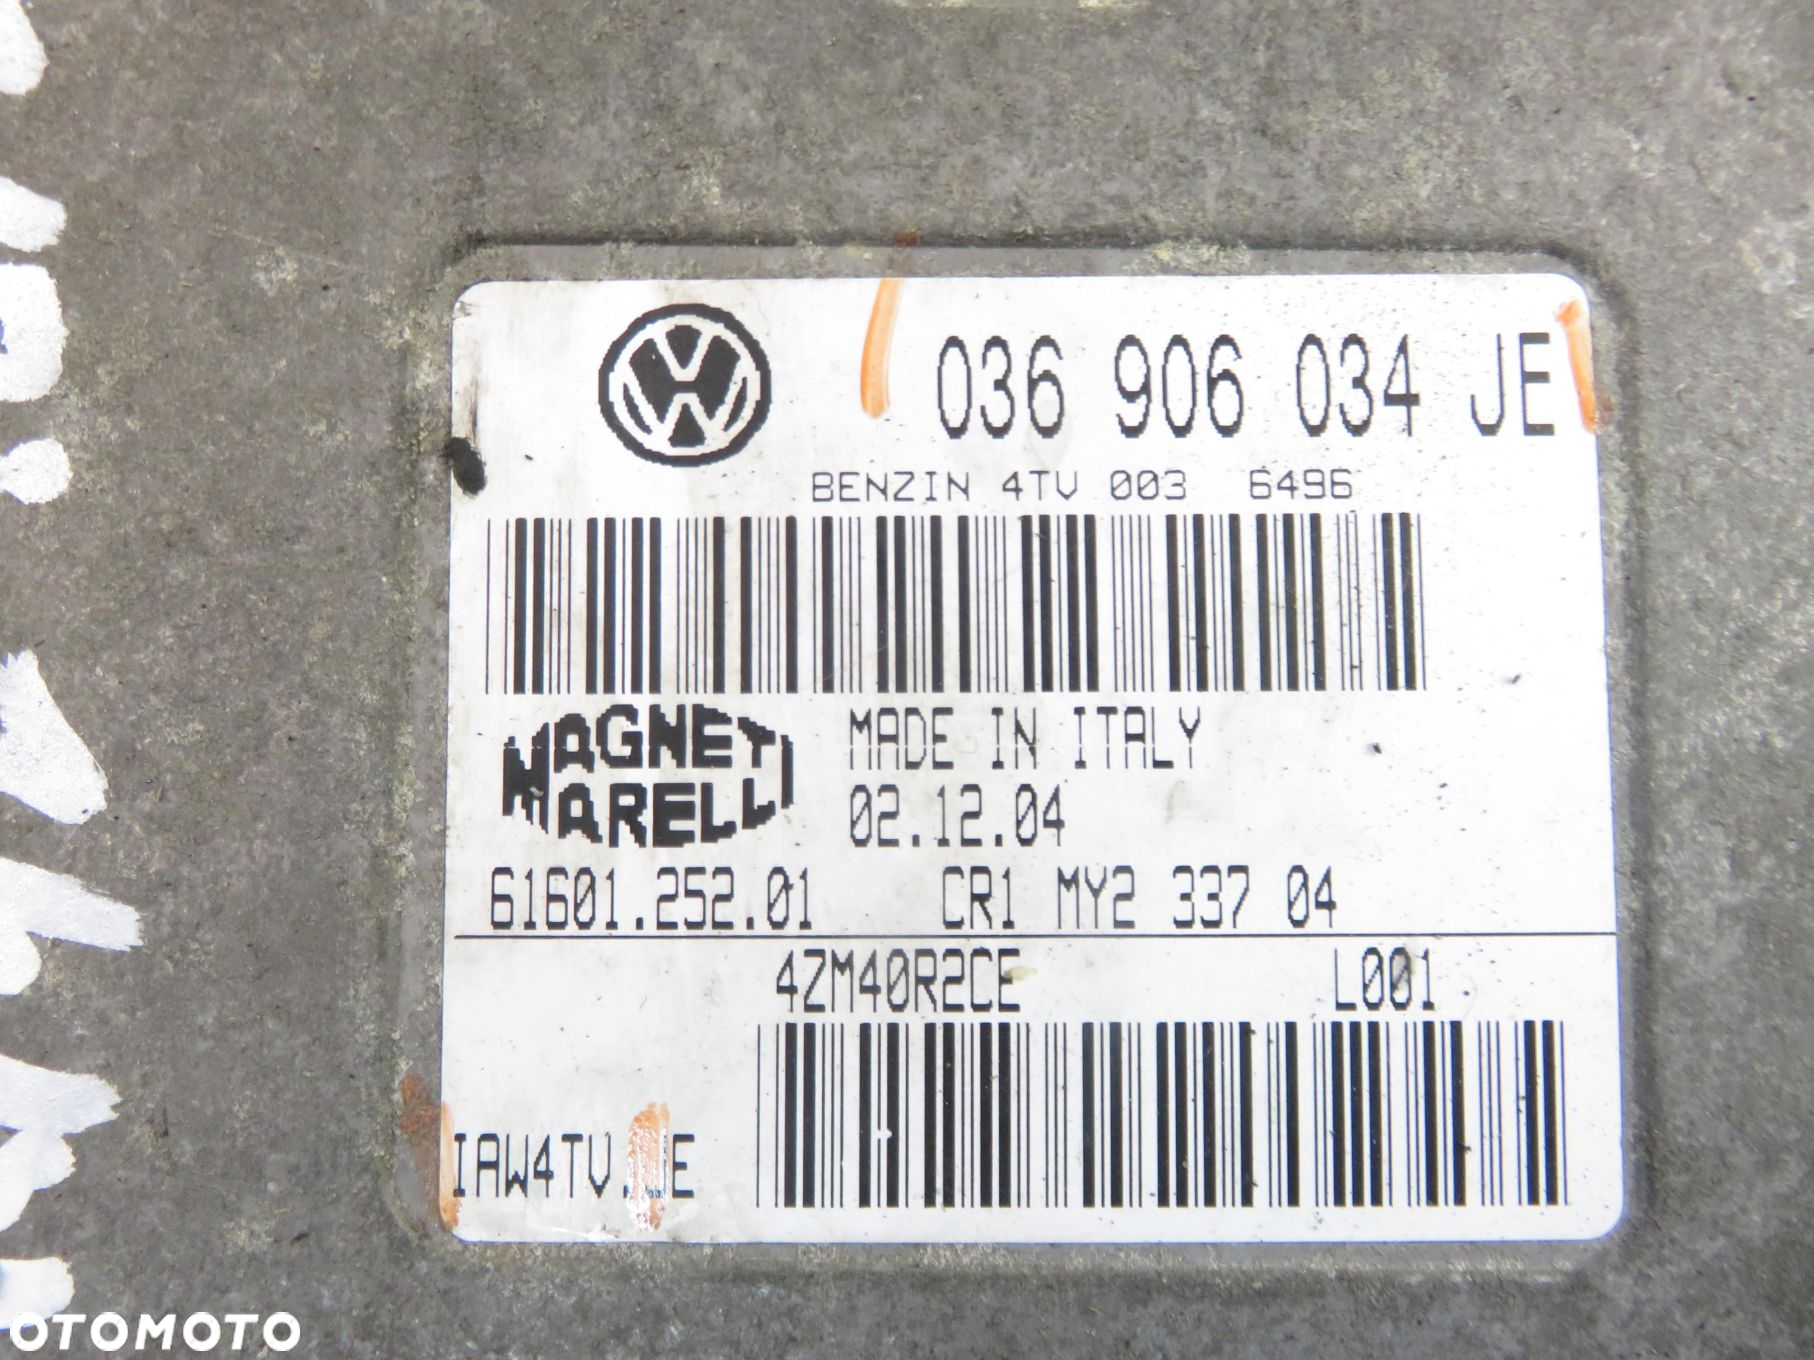 036 906 034 JE
BENZIN 4TV 003 6496
MAGNETI MARELLI
MADE IN ITALY
02.12.04
61601.252.01 CR1 MY2 337 04
4ZM40R2CE L001
IAW4TV.JE
OTOMOTO